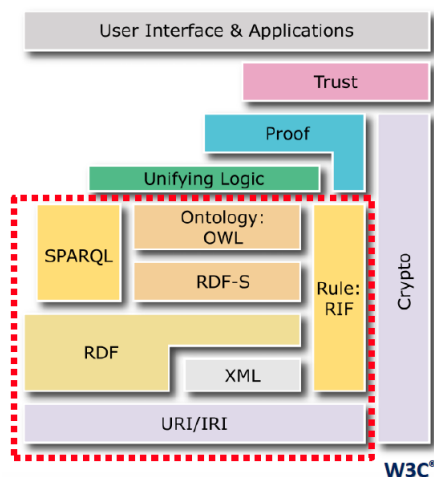 User Interface & Applications
Trust
Proof
Unifying Logic
Ontology:
OWL
SPARQL
RDF-S
Rule:
RIF
Crypto
RDF
XML
URI/IRI
W3C®